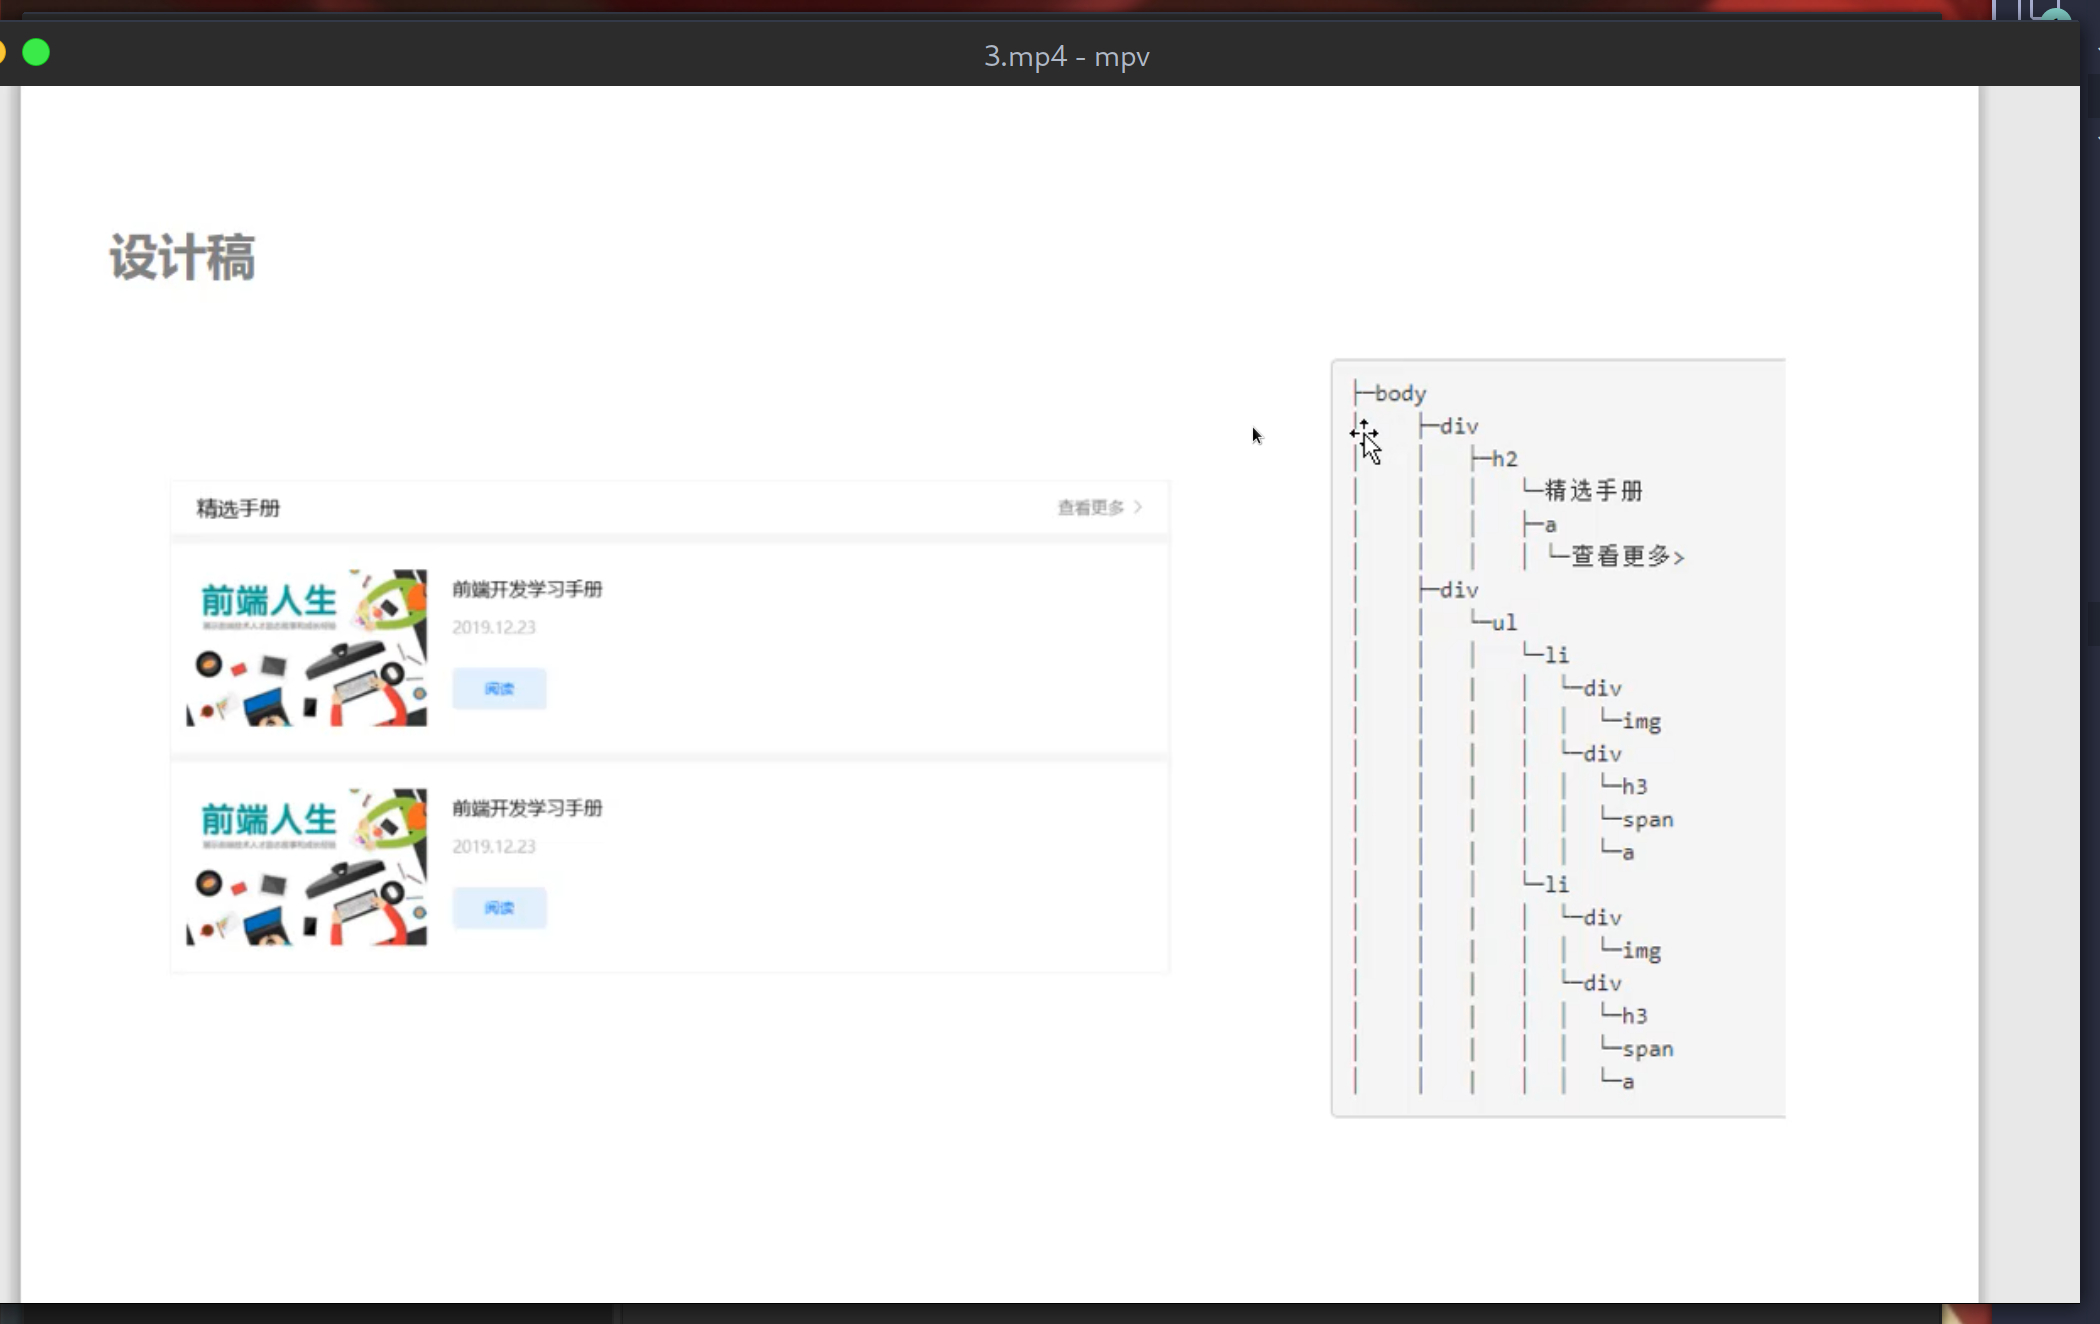 3.mp4 - mpv
设计稿
精选手册
查看更多 >
前端人生
前端开发学习手册
2019.12.23
阅读
前端人生
前端开发学习手册
2019.12.23
阅读
├─body
├─div
├─h2
└─精选手册
├─a
└─查看更多>
├─div
└─ul
└─li
└─div
└─img
└─div
└─h3
└─span
└─a
└─li
└─div
└─img
└─div
└─h3
└─span
└─a